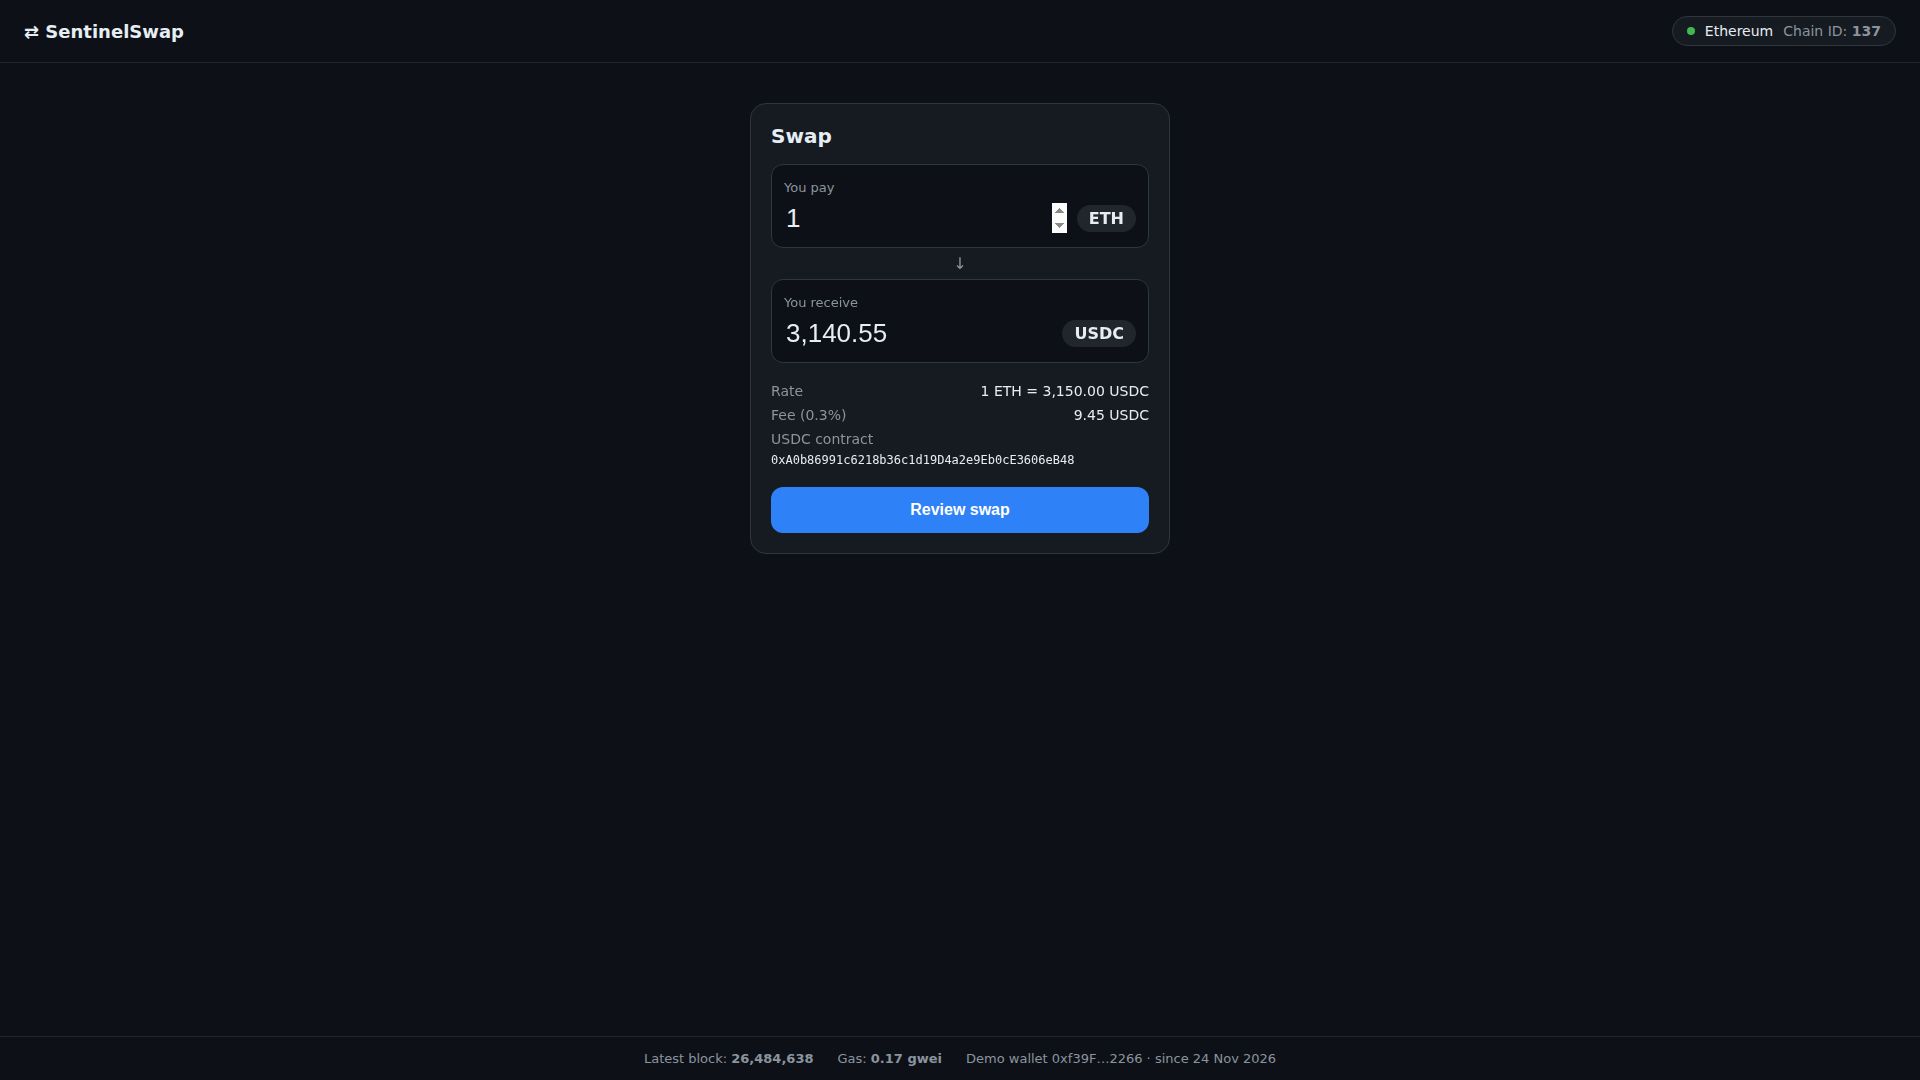 ⇄ SentinelSwap
Ethereum Chain ID: 137
Swap
You pay
1 ETH
↓
You receive
3,140.55 USDC
Rate 1 ETH = 3,150.00 USDC
Fee (0.3%) 9.45 USDC
USDC contract
0xA0b86991c6218b36c1d19D4a2e9Eb0cE3606eB48
Review swap
Latest block: 26,484,638 Gas: 0.17 gwei Demo wallet 0xf39F…2266 · since 24 Nov 2026